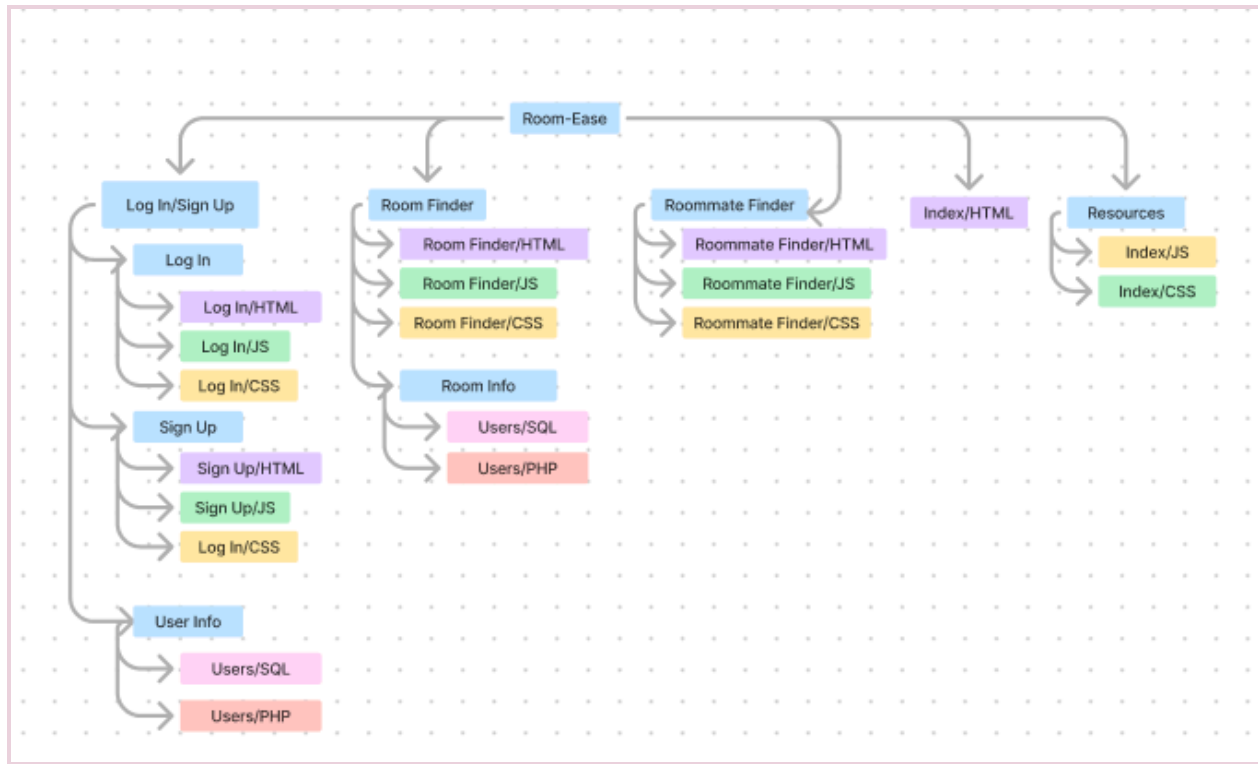 Room-Ease
Log In/Sign Up
Log In
Log In/HTML
Log In/JS
Log In/CSS
Sign Up
Sign Up/HTML
Sign Up/JS
Log In/CSS
User Info
Users/SQL
Users/PHP
Room Finder
Room Finder/HTML
Room Finder/JS
Room Finder/CSS
Room Info
Users/SQL
Users/PHP
Roommate Finder
Roommate Finder/HTML
Roommate Finder/JS
Roommate Finder/CSS
Index/HTML
Resources
Index/JS
Index/CSS